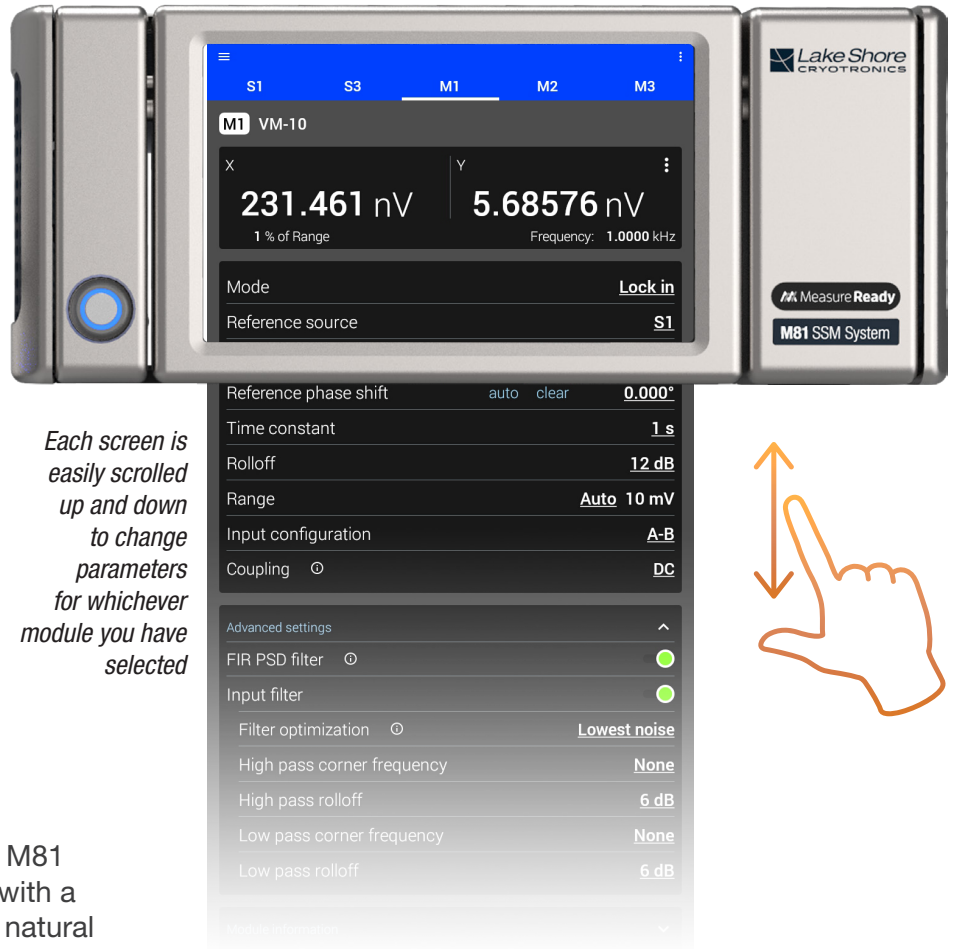 Lake Shore
CRYOTRONICS
S1 S3 M1 M2 M3
M1 VM-10
X Y
231.461 nV 5.68576 nV
1 % of Range Frequency: 1.0000 kHz
Mode Lock in
Reference source S1
Measure Ready
M81 SSM System
Reference phase shift auto clear 0.000°
Time constant 1 s
Rolloff 12 dB
Range Auto 10 mV
Input configuration A-B
Coupling DC
Advanced settings
FIR PSD filter
Input filter
Filter optimization Lowest noise
High pass corner frequency None
High pass rolloff 6 dB
Low pass corner frequency None
Low pass rolloff 6 dB
Module information
Each screen is
easily scrolled
up and down
to change
parameters
for whichever
module you have
selected
M81
with a
natural